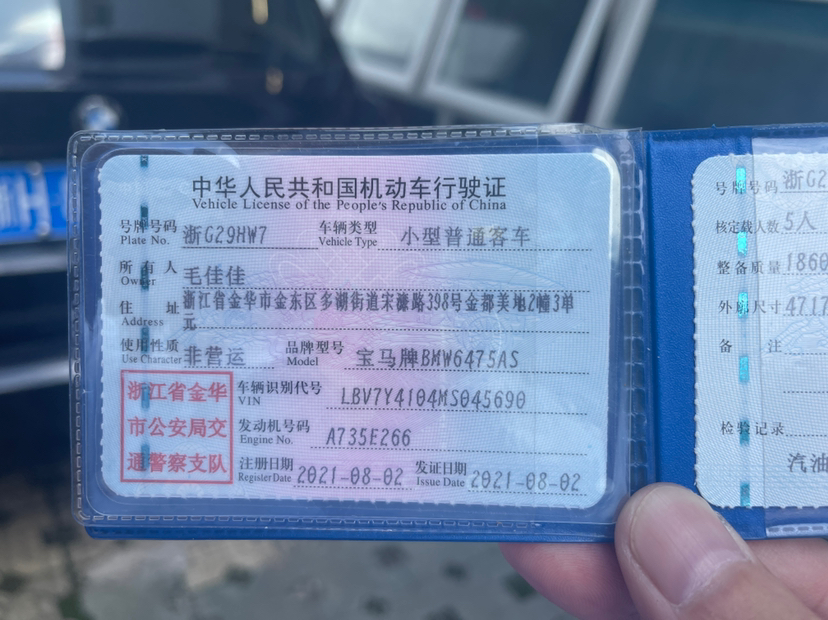 中华人民共和国机动车行驶证
Vehicle License of the People's Republic of China
号牌号码 浙G29HW7 车辆类型 小型普通客车
Plate No. Vehicle Type
所有人 毛佳佳
Owner
住址 浙江省金华市金东区多湖街道宋濂路398号金都美地2幢3单
Address 元
使用性质 非营运 品牌型号 宝马牌BMW6475AS
Use Character Model
浙江省金华
市公安局交
通警察支队
车辆识别代号 LBV7Y4104MS045690
VIN
发动机号码 A735E266
Engine No.
注册日期 2021-08-02 发证日期 2021-08-02
Register Date Issue Date
号牌号码 浙G2
核定载人数 5人
整备质量 1860
外廓尺寸 4717
备注
检验记录
汽油